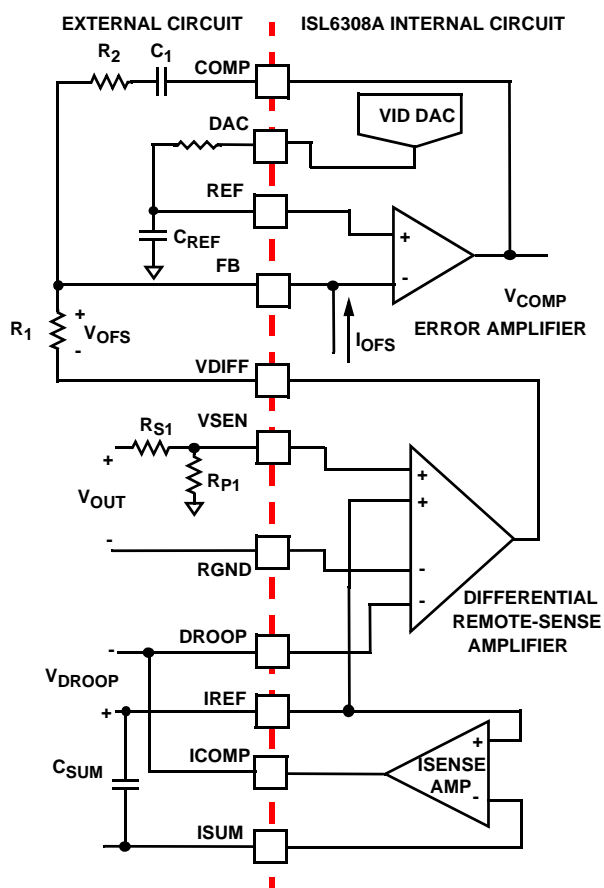 EXTERNAL CIRCUIT
ISL6308A INTERNAL CIRCUIT
R2
C1
COMP
VID DAC
DAC
REF
+
CREF
FB
-
VCOMP
R1
+
VOFS
-
IOFS
ERROR AMPLIFIER
VDIFF
RS1
VSEN
+
RP1
+
VOUT
+
-
RGND
-
-
DIFFERENTIAL
REMOTE-SENSE
AMPLIFIER
DROOP
-
VDROOP
IREF
+
+
ICOMP
ISENSE
AMP
CSUM
-
ISUM